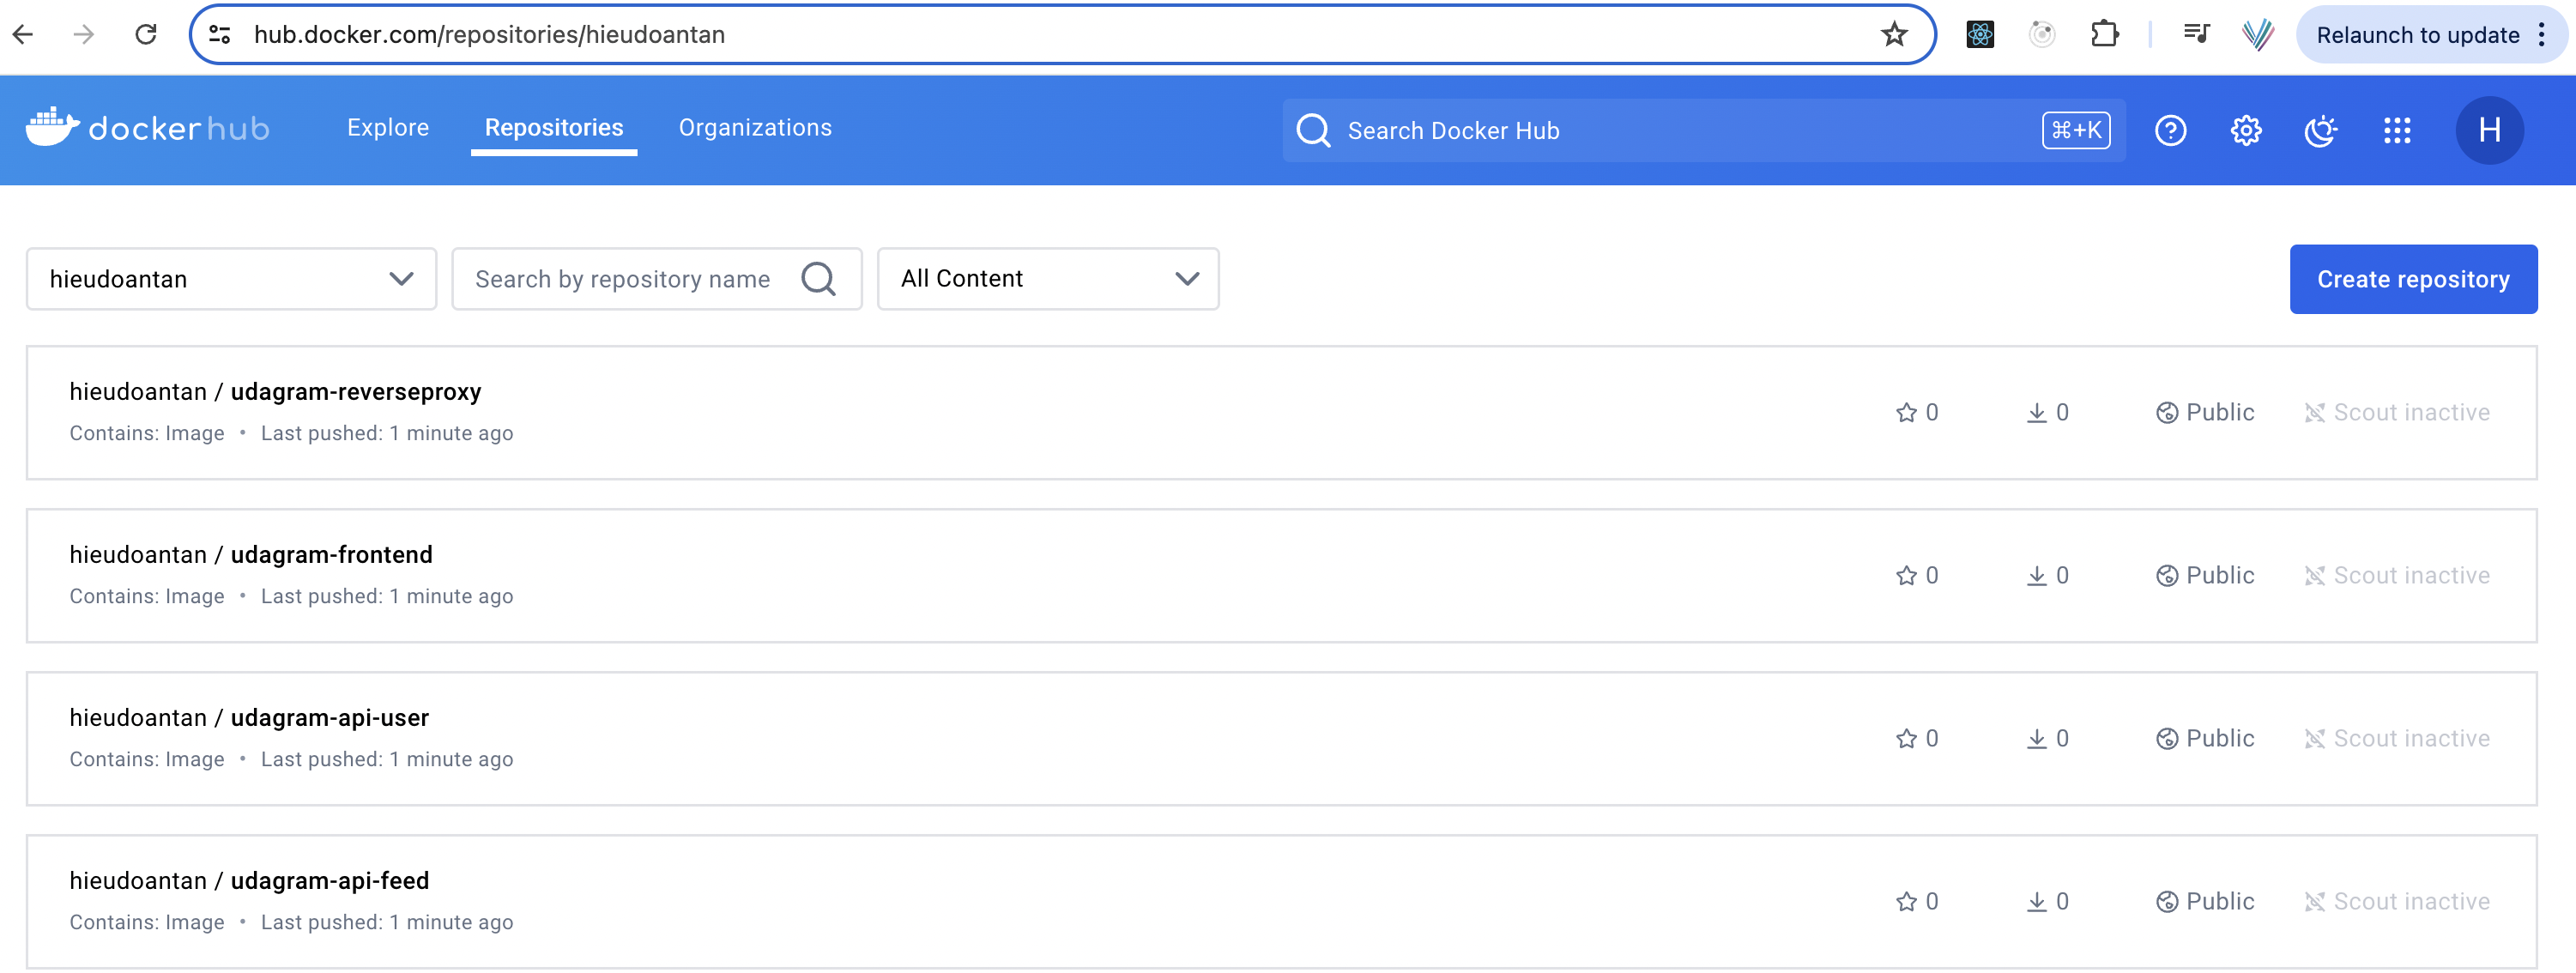 hub.docker.com/repositories/hieudoantan
Relaunch to update
docker hub
Explore
Repositories
Organizations
Search Docker Hub
⌘+K
H
hieudoantan
Search by repository name
All Content
Create repository
hieudoantan / udagram-reverseproxy
Contains: Image • Last pushed: 1 minute ago
0
0
Public
Scout inactive
hieudoantan / udagram-frontend
Contains: Image • Last pushed: 1 minute ago
0
0
Public
Scout inactive
hieudoantan / udagram-api-user
Contains: Image • Last pushed: 1 minute ago
0
0
Public
Scout inactive
hieudoantan / udagram-api-feed
Contains: Image • Last pushed: 1 minute ago
0
0
Public
Scout inactive